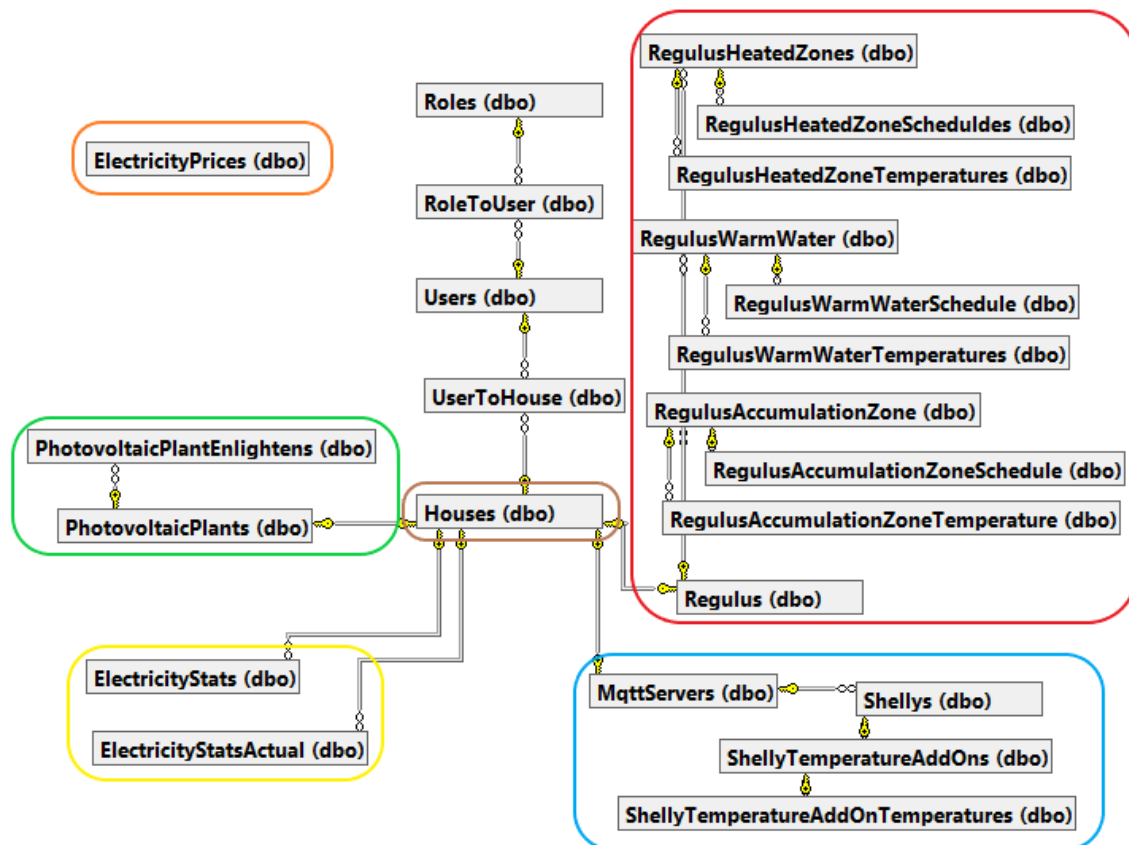 RegulusHeatedZones (dbo)
Roles (dbo)
RegulusHeatedZoneScheduldes (dbo)
ElectricityPrices (dbo)
RegulusHeatedZoneTemperatures (dbo)
RoleToUser (dbo)
RegulusWarmWater (dbo)
Users (dbo)
RegulusWarmWaterSchedule (dbo)
RegulusWarmWaterTemperatures (dbo)
UserToHouse (dbo)
RegulusAccumulationZone (dbo)
PhotovoltaicPlantEnlightens (dbo)
RegulusAccumulationZoneSchedule (dbo)
Houses (dbo)
RegulusAccumulationZoneTemperature (dbo)
PhotovoltaicPlants (dbo)
Regulus (dbo)
ElectricityStats (dbo)
MqttServers (dbo)
Shellys (dbo)
ElectricityStatsActual (dbo)
ShellyTemperatureAddOns (dbo)
ShellyTemperatureAddOnTemperatures (dbo)